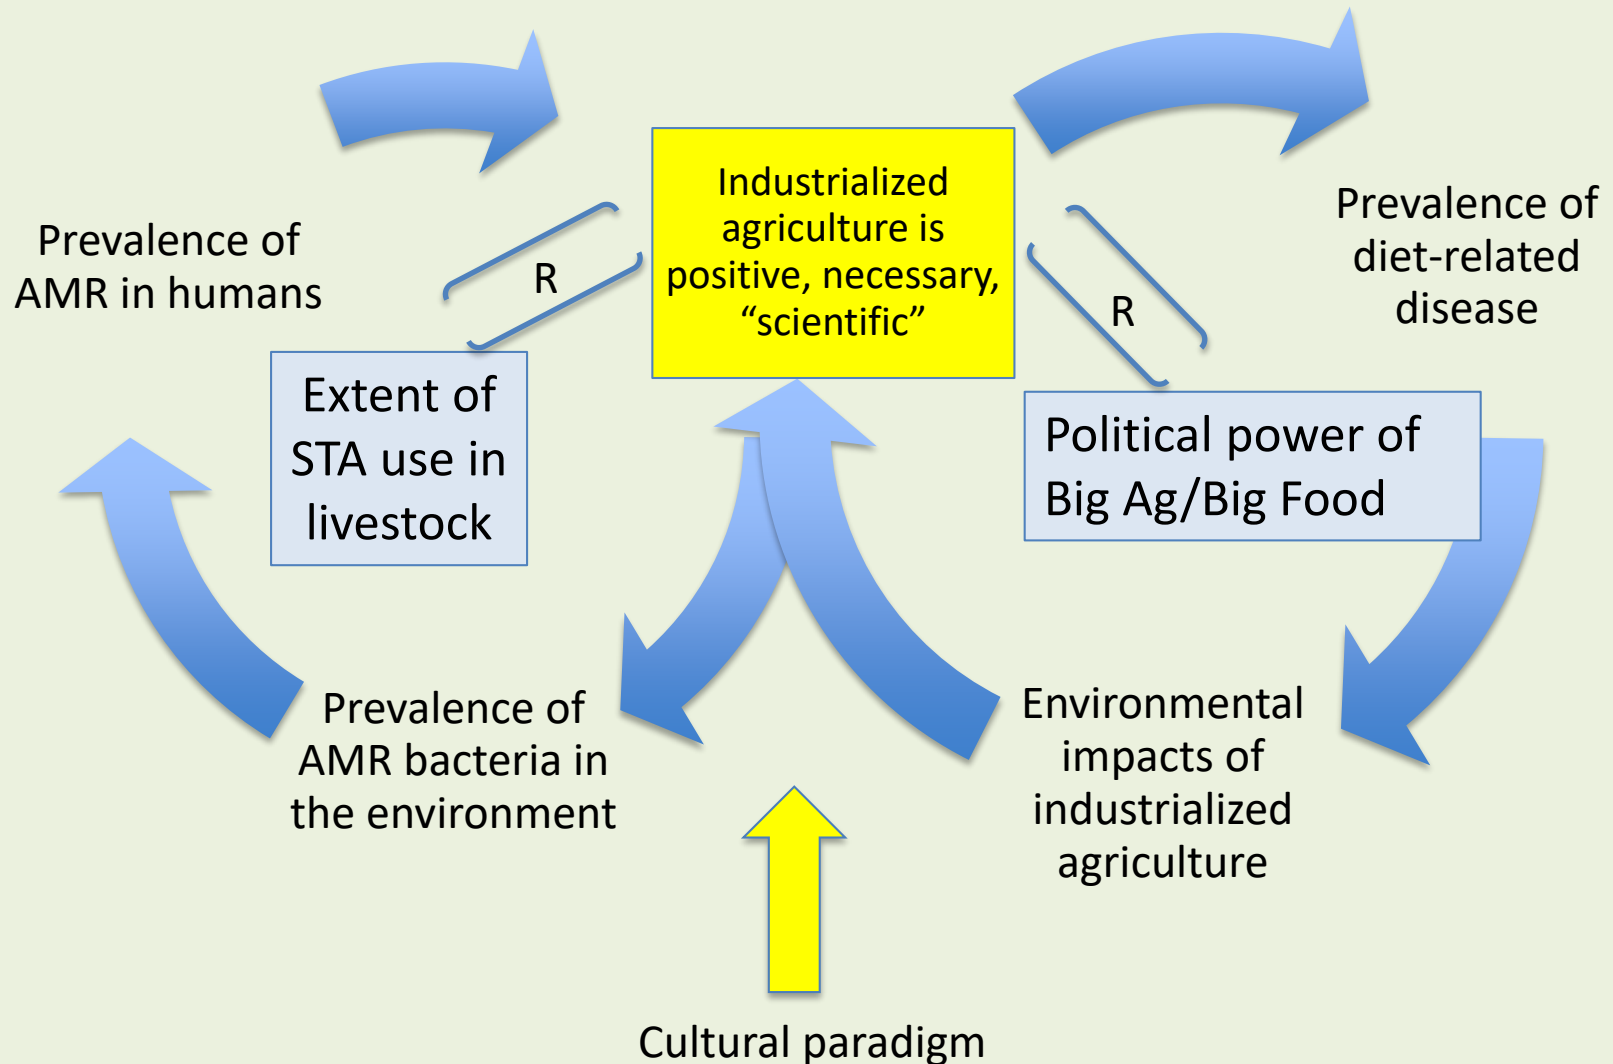 Industrialized
agriculture is
positive, necessary,
“scientific”
Prevalence of
AMR in humans
R
R
Prevalence of
diet-related
disease
Extent of
STA use in
livestock
Political power of
Big Ag/Big Food
Prevalence of
AMR bacteria in
the environment
Environmental
impacts of
industrialized
agriculture
Cultural paradigm